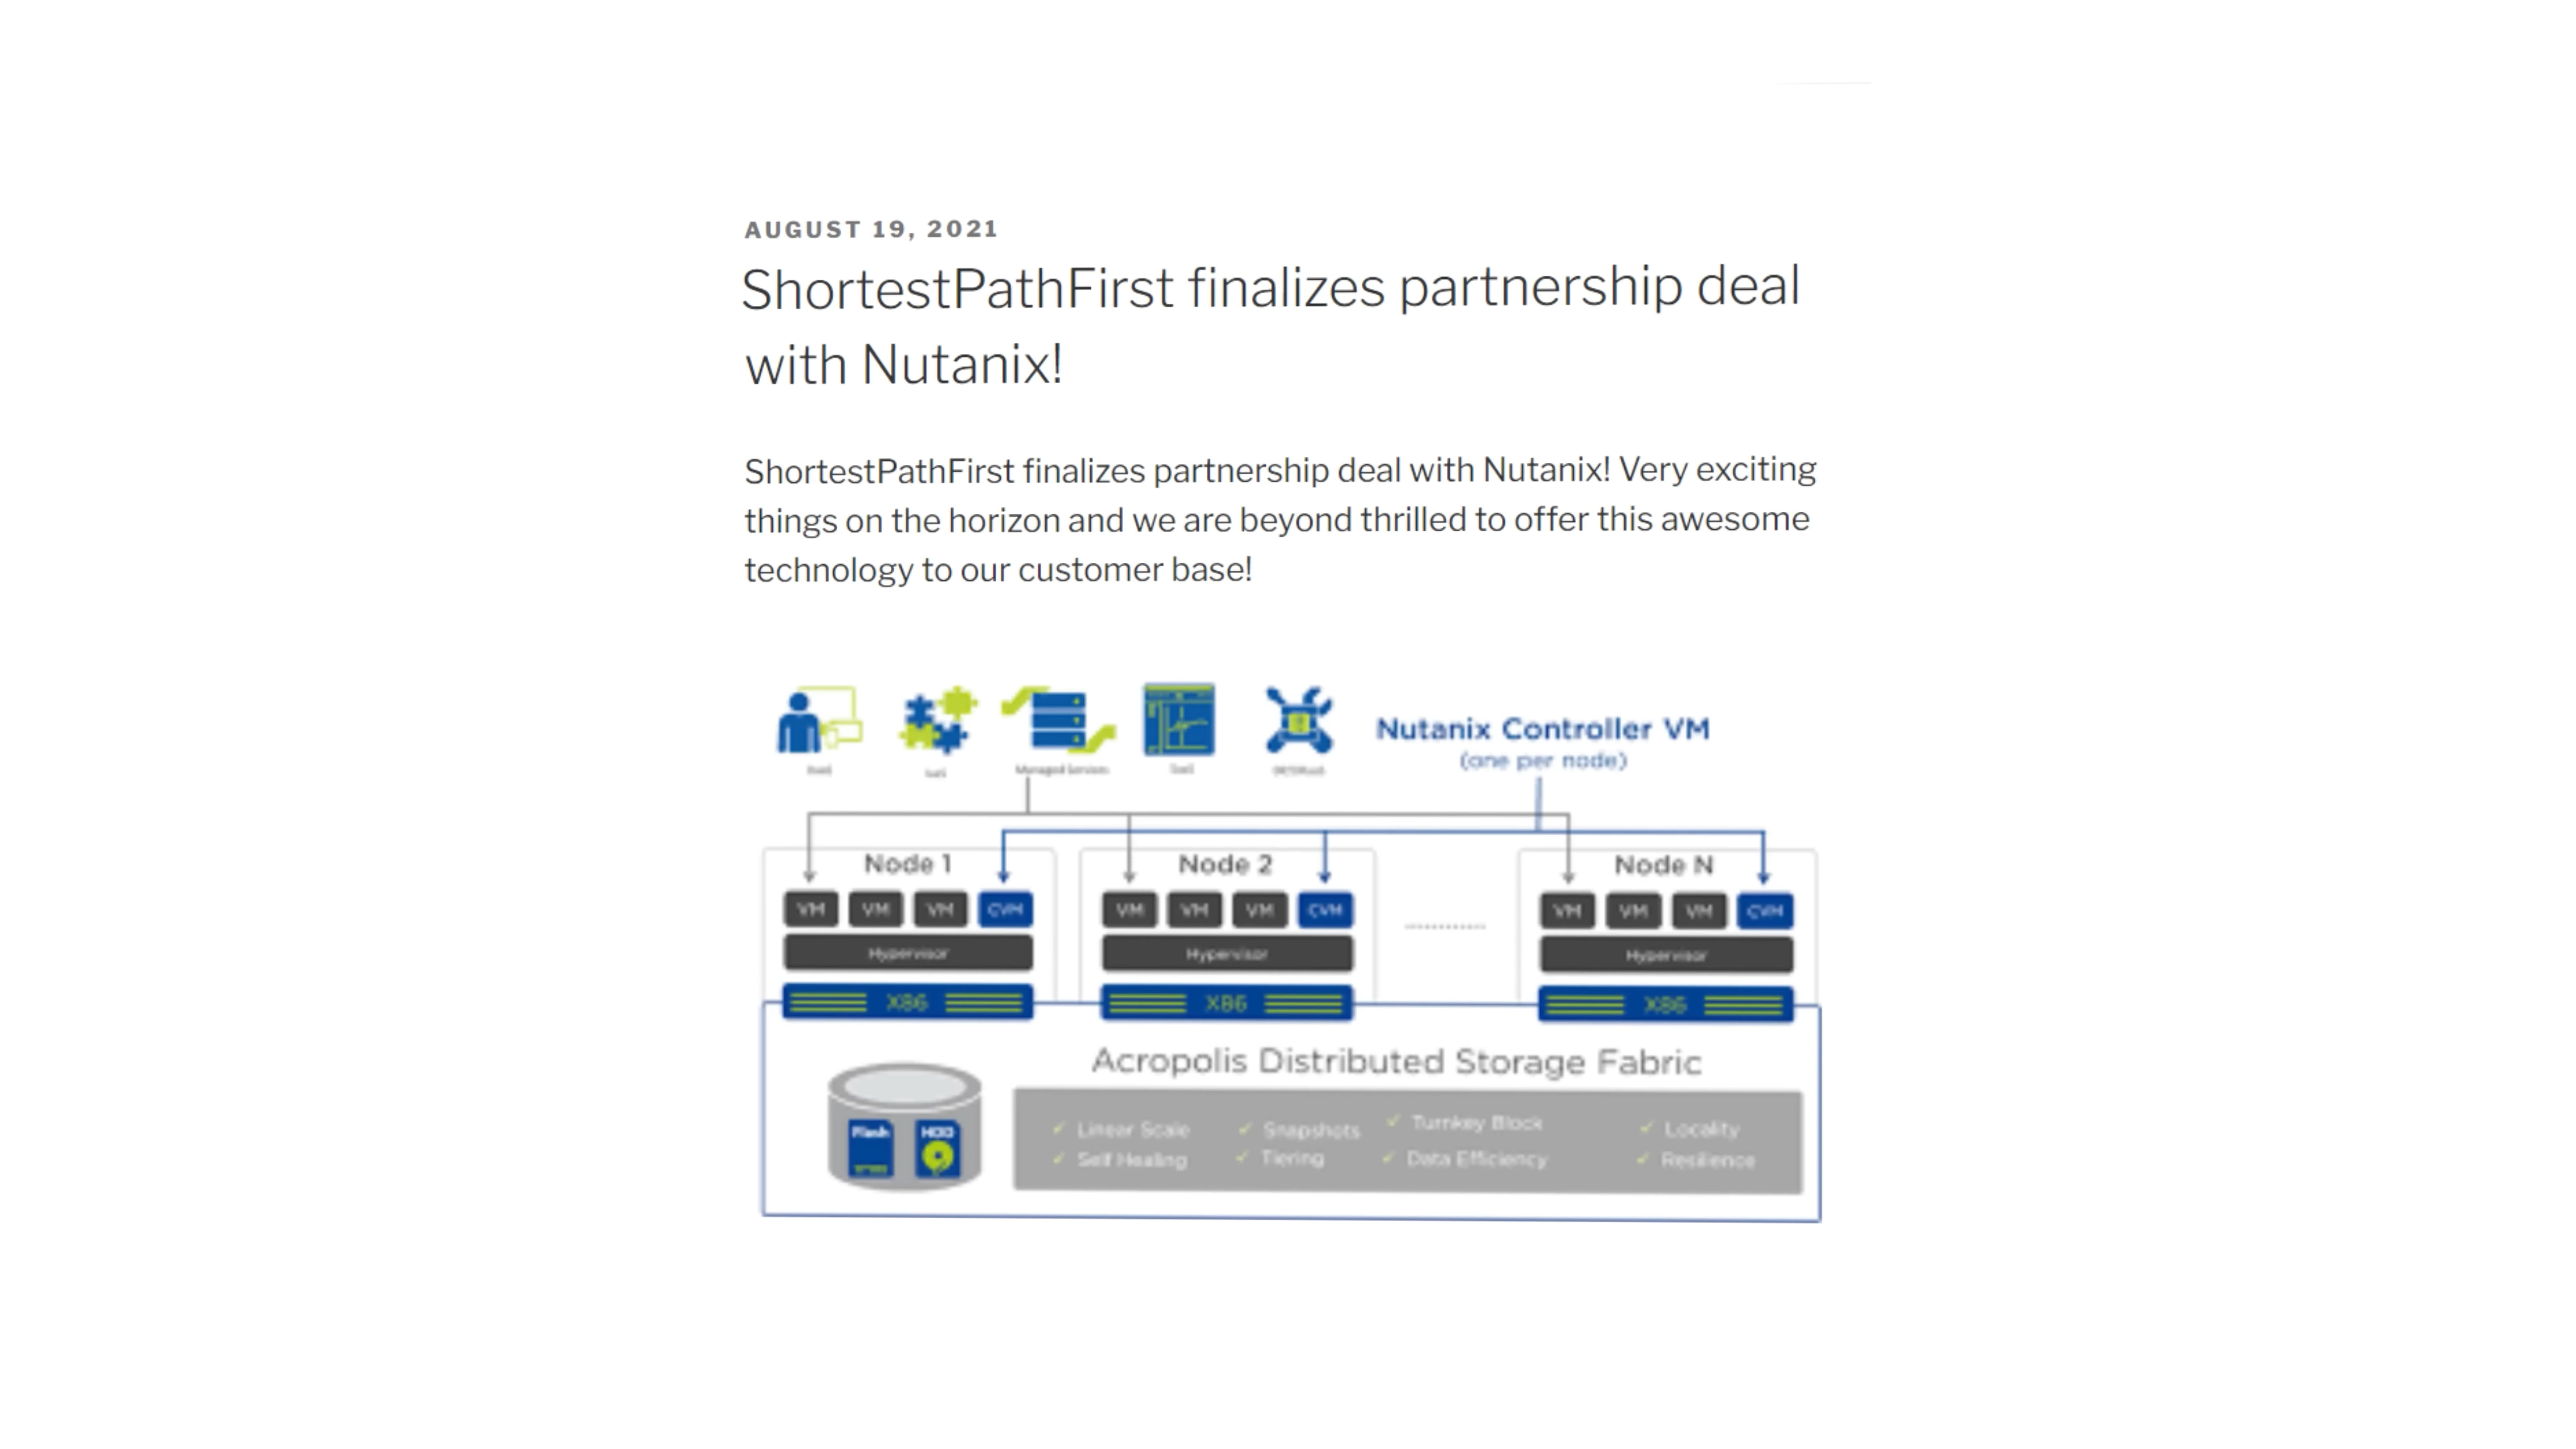 AUGUST 19, 2021
ShortestPathFirst finalizes partnership deal
with Nutanix!
ShortestPathFirst finalizes partnership deal with Nutanix! Very exciting
things on the horizon and we are beyond thrilled to offer this awesome
technology to our customer base!
Managed Services
Nutanix Controller VM
(one per node)
Node 1
Node 2
Node N
VM VM VM CVM
VM VM VM CVM
VM VM VM CVM
Hypervisor
Hypervisor
Hypervisor
X86
X86
X86
Acropolis Distributed Storage Fabric
Flash HDD
✓ Linear Scale ✓ Snapshots ✓ Turnkey Block ✓ Locality
✓ Self Healing ✓ Tiering ✓ Data Efficiency ✓ Resilience